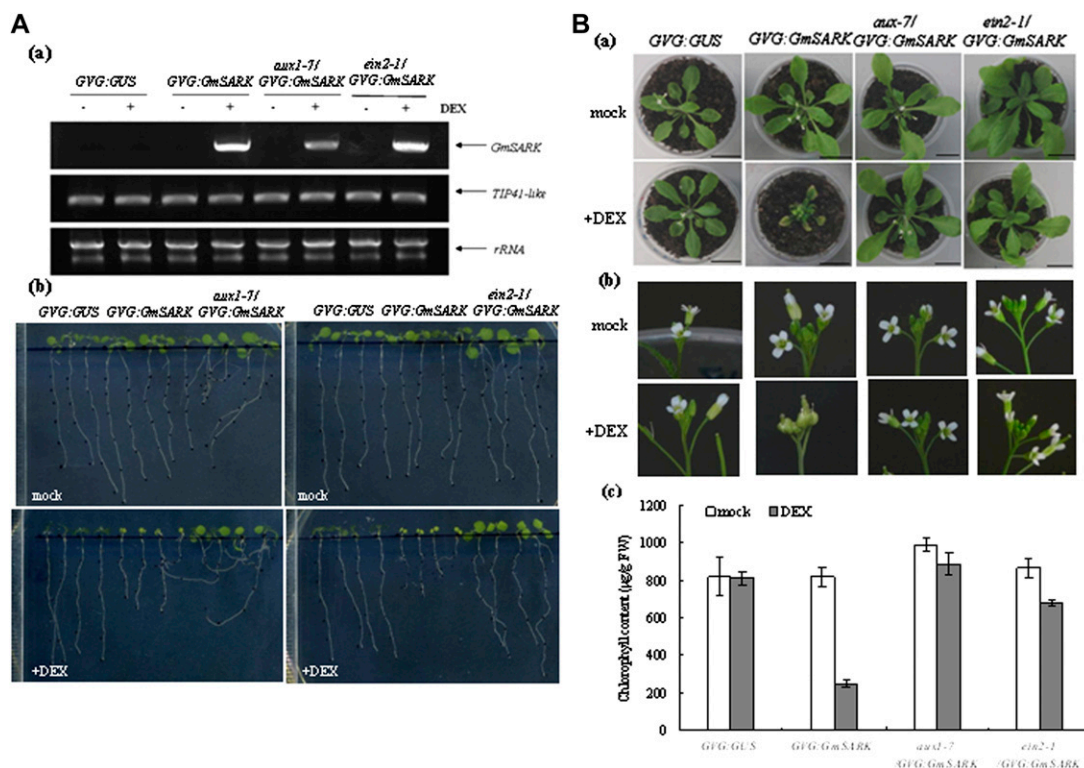 A
(a)
GVG:GUS GVG:GmSARK aux1-7/ GVG:GmSARK ein2-1/ GVG:GmSARK
- + - + - + - + DEX
GmSARK
TIP41-like
rRNA
(b)
GVG:GUS GVG:GmSARK aux1-7/ GVG:GmSARK
GVG:GUS GVG:GmSARK ein2-1/ GVG:GmSARK
mock
mock
+DEX
+DEX
B
(a)
GVG:GUS GVG:GmSARK aux-7/ GVG:GmSARK ein2-1/ GVG:GmSARK
mock
+DEX
(b)
mock
+DEX
(c)
mock DEX
Chlorophyll content (µg/g FW)
1200
1000
800
600
400
200
0
GVG:GUS GVG:GmSARK aux1-7 /GVG:GmSARK ein2-1 /GVG:GmSARK